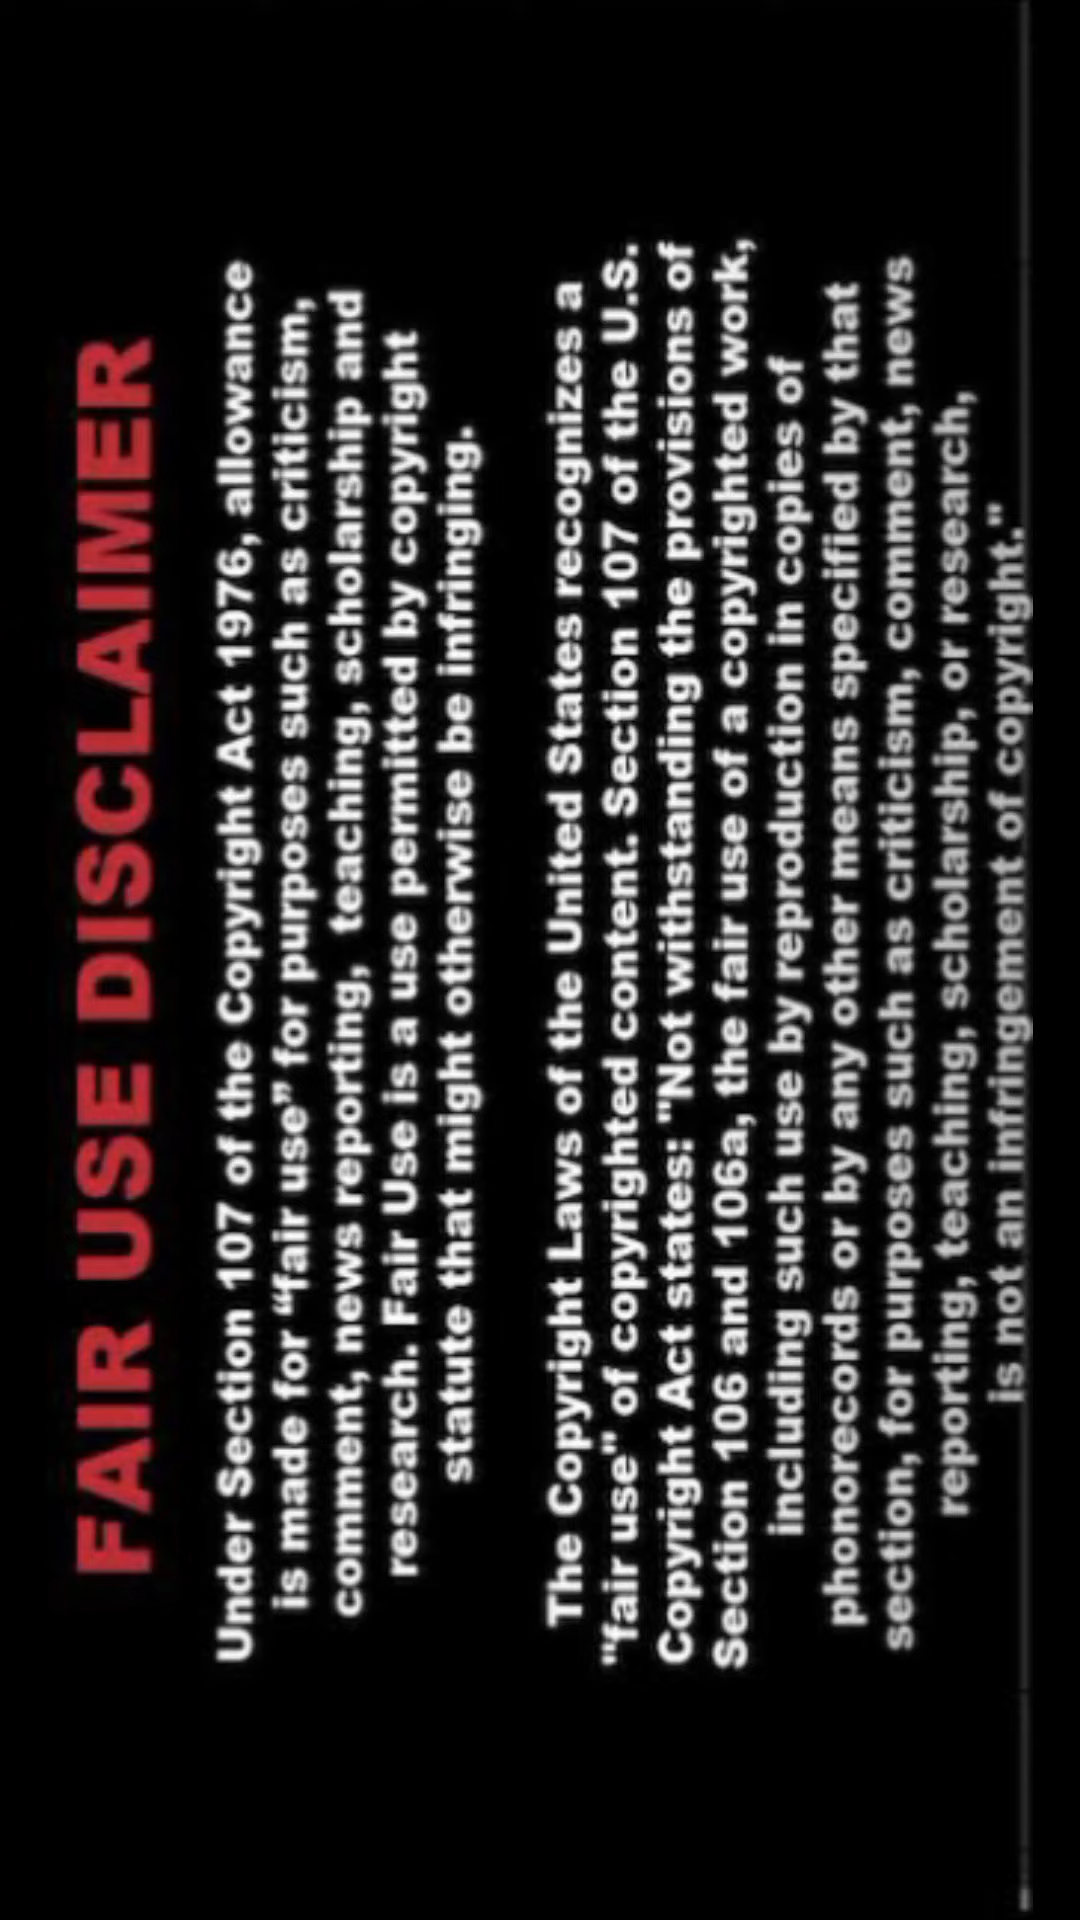 FAIR USE DISCLAIMER
Under Section 107 of the Copyright Act 1976, allowance
is made for “fair use” for purposes such as criticism,
comment, news reporting, teaching, scholarship and
research. Fair Use is a use permitted by copyright
statute that might otherwise be infringing.
The Copyright Laws of the United States recognizes a
"fair use" of copyrighted content. Section 107 of the U.S.
Copyright Act states: "Not withstanding the provisions of
Section 106 and 106a, the fair use of a copyrighted work,
including such use by reproduction in copies of
phonorecords or by any other means specified by that
section, for purposes such as criticism, comment, news
reporting, teaching, scholarship, or research,
is not an infringement of copyright."